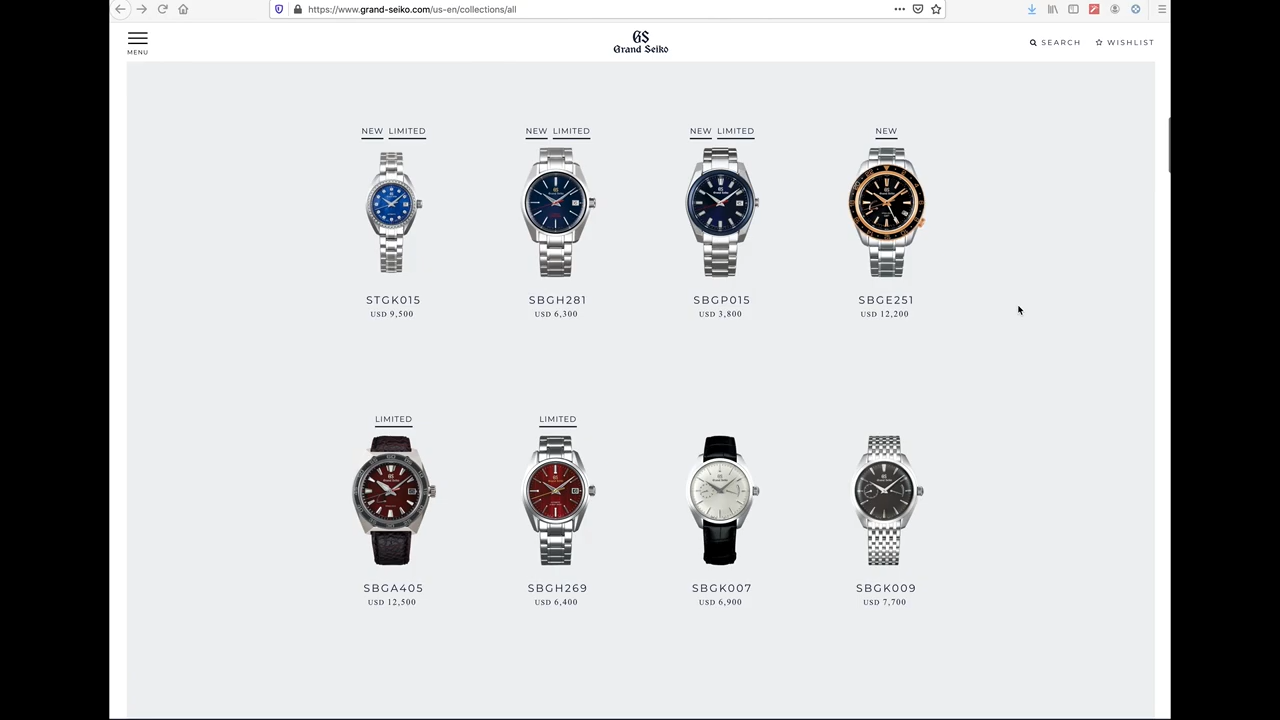 https://www.grand-seiko.com/us-en/collections/all
MENU
GS
Grand Seiko
SEARCH
WISHLIST
NEW LIMITED
NEW LIMITED
NEW LIMITED
NEW
STGK015
SBGH281
SBGP015
SBGE251
USD 9,500
USD 6,300
USD 3,800
USD 12,200
LIMITED
LIMITED
SBGA405
SBGH269
SBGK007
SBGK009
USD 12,500
USD 6,400
USD 6,900
USD 7,700